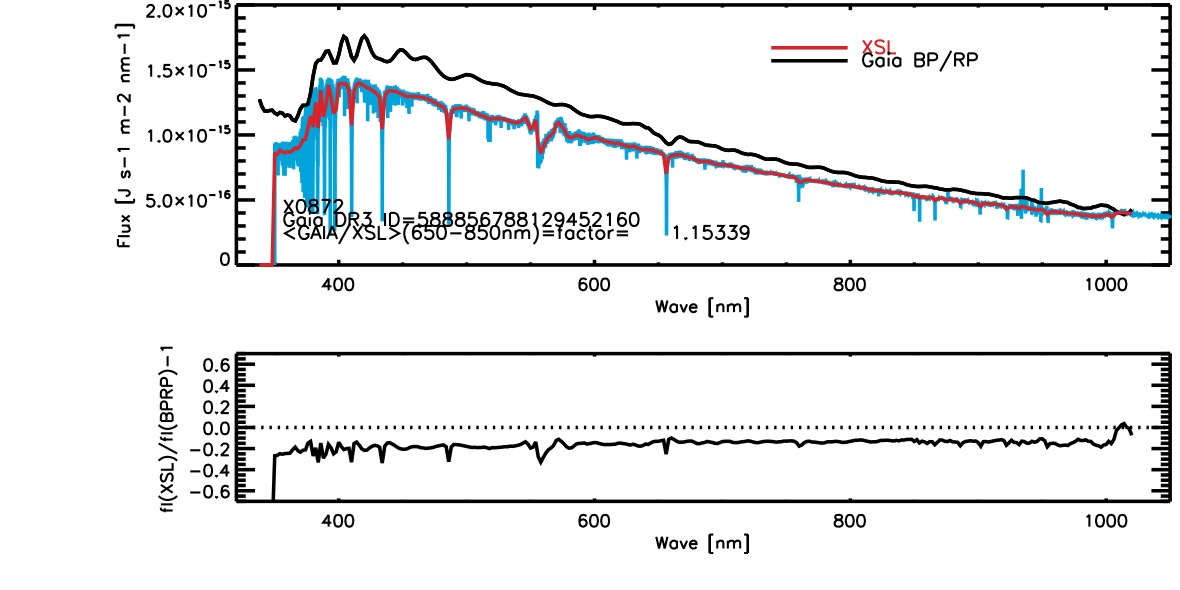 2.0×10−15
1.5×10−15
1.0×10−15
5.0×10−16
0
Flux [J s−1 m−2 nm−1]
XSL
Gaia BP/RP
X0872
Gaia DR3 ID=5888567881294521​60
<GAIA/XSL>(650−850nm)=factor= 1.15339
400 600 800 1000
Wave [nm]
0.6
0.4
0.2
0.0
−0.2
−0.4
−0.6
fl(XSL)/fl(BPRP)−1
400 600 800 1000
Wave [nm]